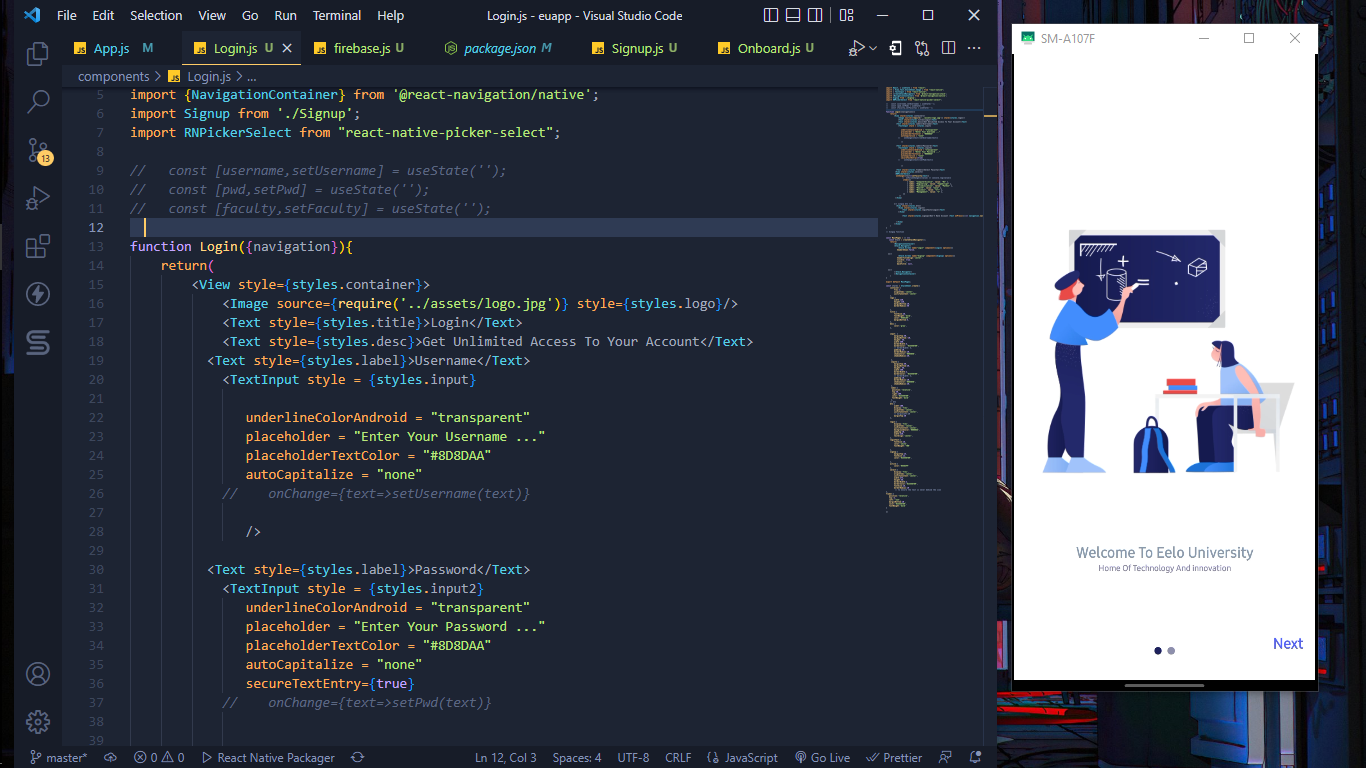 File Edit Selection View Go Run Terminal Help Login.js - euapp - Visual Studio Code
App.js M Login.js U firebase.js U package.json M Signup.js U Onboard.js U
components > Login.js > ...
5 import {NavigationContainer} from '@react-navigation/native';
6 import Signup from './Signup';
7 import RNPickerSelect from "react-native-picker-select";
8
9 // const [username,setUsername] = useState('');
10 // const [pwd,setPwd] = useState('');
11 // const [faculty,setFaculty] = useState('');
12
13 function Login({navigation}){
14 return(
15 <View style={styles.container}>
16 <Image source={require('../assets/logo.jpg')} style={styles.logo}/>
17 <Text style={styles.title}>Login</Text>
18 <Text style={styles.desc}>Get Unlimited Access To Your Account</Text>
19 <Text style={styles.label}>Username</Text>
20 <TextInput style = {styles.input}
21
22 underlineColorAndroid = "transparent"
23 placeholder = "Enter Your Username ..."
24 placeholderTextColor = "#8D8DAA"
25 autoCapitalize = "none"
26 // onChange={text=>setUsername(text)}
27
28 />
29
30 <Text style={styles.label}>Password</Text>
31 <TextInput style = {styles.input2}
32 underlineColorAndroid = "transparent"
33 placeholder = "Enter Your Password ..."
34 placeholderTextColor = "#8D8DAA"
35 autoCapitalize = "none"
36 secureTextEntry={true}
37 // onChange={text=>setPwd(text)}
38
39
13
master* 0 0 React Native Packager Ln 12, Col 3 Spaces: 4 UTF-8 CRLF {} JavaScript Go Live Prettier
SM-A107F
Welcome To Eelo University
Home Of Technology And innovation
Next